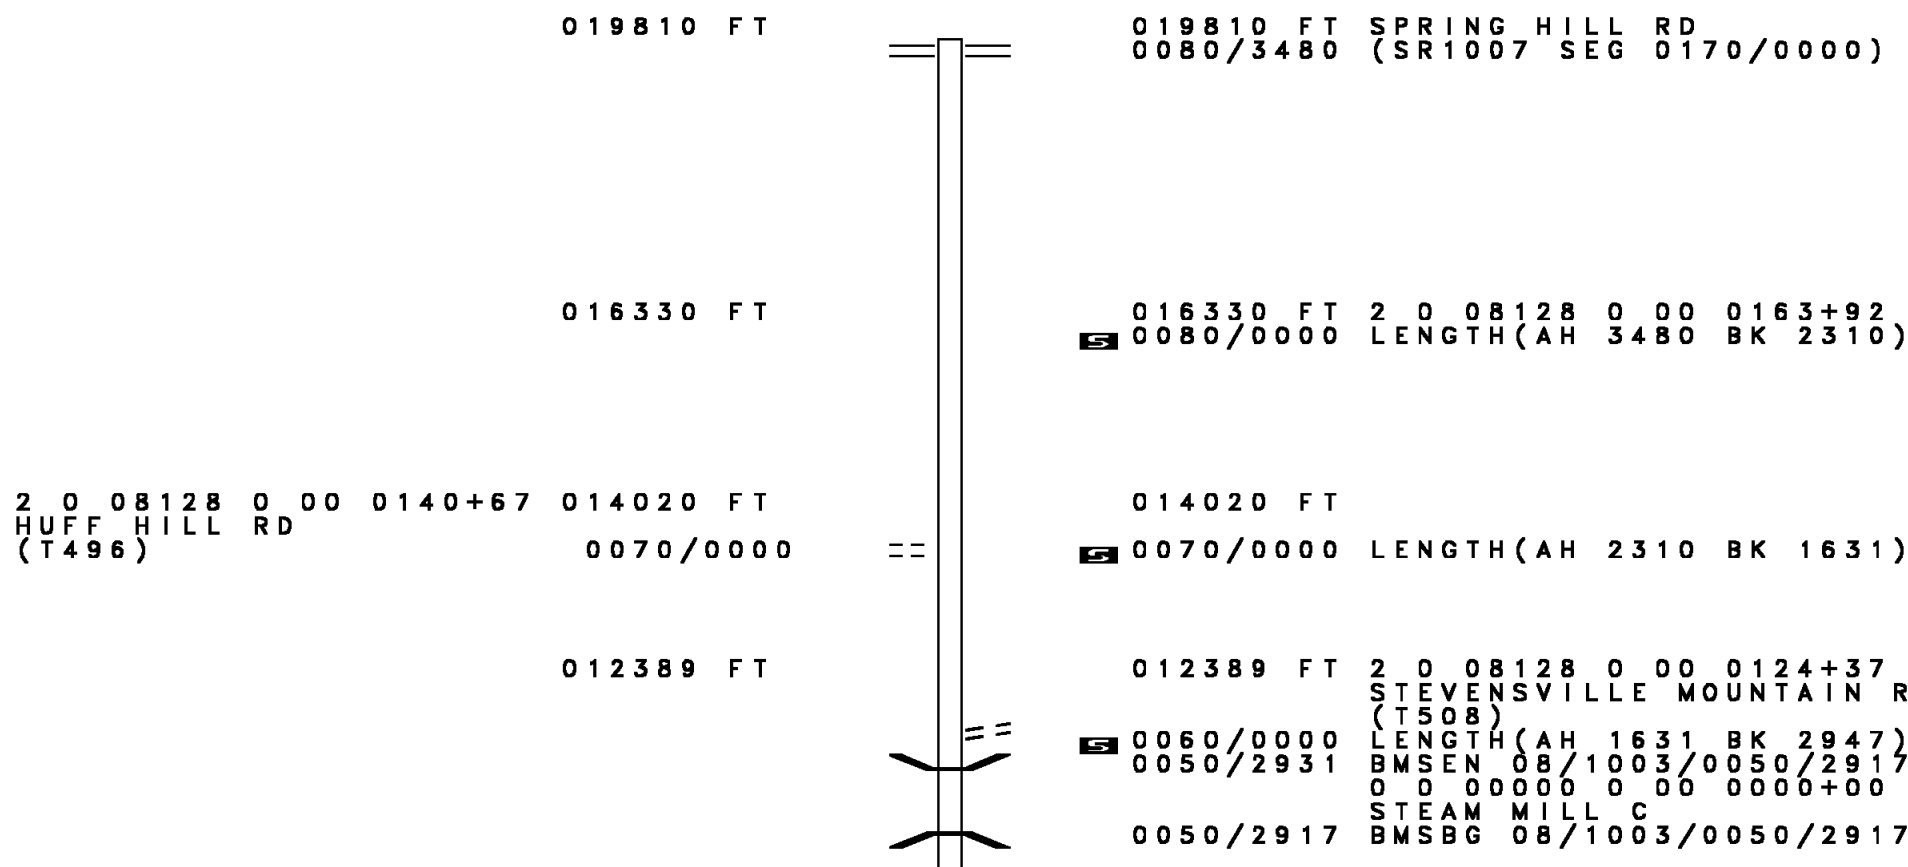 019810 FT 019810 FT SPRING HILL RD
0080/3480 (SR1007 SEG 0170/0000)
016330 FT 016330 FT 2 0 08128 0 00 0163+92
S 0080/0000 LENGTH(AH 3480 BK 2310)
2 0 08128 0 00 0140+67 014020 FT 014020 FT
HUFF HILL RD
(T496) 0070/0000 S 0070/0000 LENGTH(AH 2310 BK 1631)
012389 FT 012389 FT 2 0 08128 0 00 0124+37
STEVENSVILLE MOUNTAIN R
(T508)
S 0060/0000 LENGTH(AH 1631 BK 2947)
0050/2931 BMSEN 08/1003/0050/2917
0 0 00000 0 00 0000+00
STEAM MILL C
0050/2917 BMSBG 08/1003/0050/2917